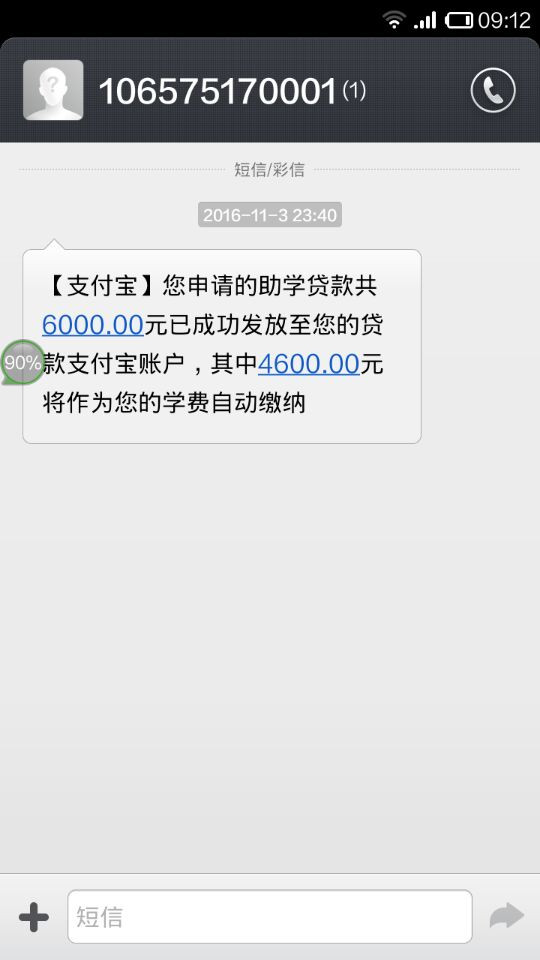 09:12
106575170001(1)
短信/彩信
2016-11-3 23:40
【支付宝】您申请的助学贷款共
6000.00元已成功发放至您的贷
90%
款支付宝账户，其中4600.00元
将作为您的学费自动缴纳
短信